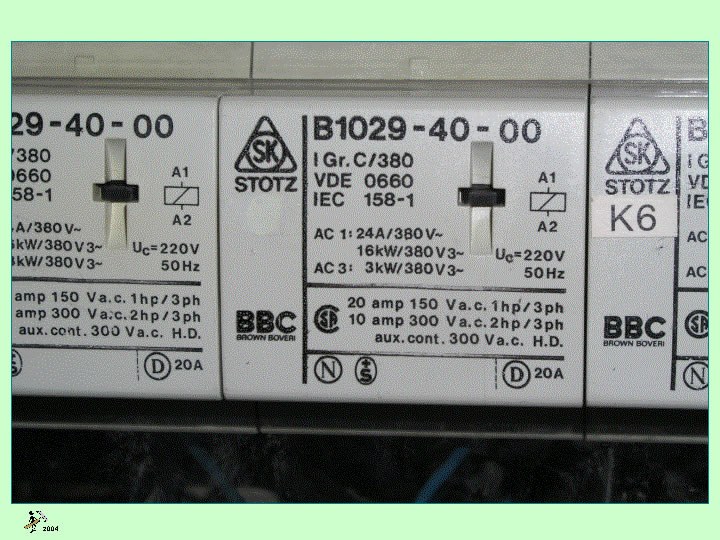 29-40-00
/380
0660
158-1
A1
A2
A/380V~
kW/380V3~
kW/380V3~
Uc=220V
50Hz
amp 150 Va.c. 1hp/3ph
amp 300 Va.c. 2hp/3ph
aux.cont. 300 Va.c. H.D.
S
D 20A
SK
STOTZ
BBC
BROWN BOVERI
B1029-40-00
I Gr. C/380
VDE 0660
IEC 158-1
A1
A2
AC 1: 24A/380V~
16kW/380V3~
AC 3: 3kW/380V3~
Uc=220V
50Hz
SA
20 amp 150 Va.c. 1hp/3ph
10 amp 300 Va.c. 2hp/3ph
aux.cont. 300 Va.c. H.D.
N
S
D 20A
SK
STOTZ
K6
BBC
BROWN BOVERI
B
I G
VD
IE
AC
AC
SA
N
2004